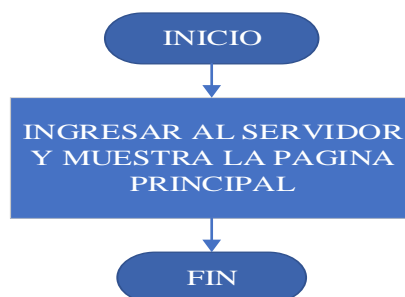 INICIO
INGRESAR AL SERVIDOR
Y MUESTRA LA PAGINA
PRINCIPAL
FIN